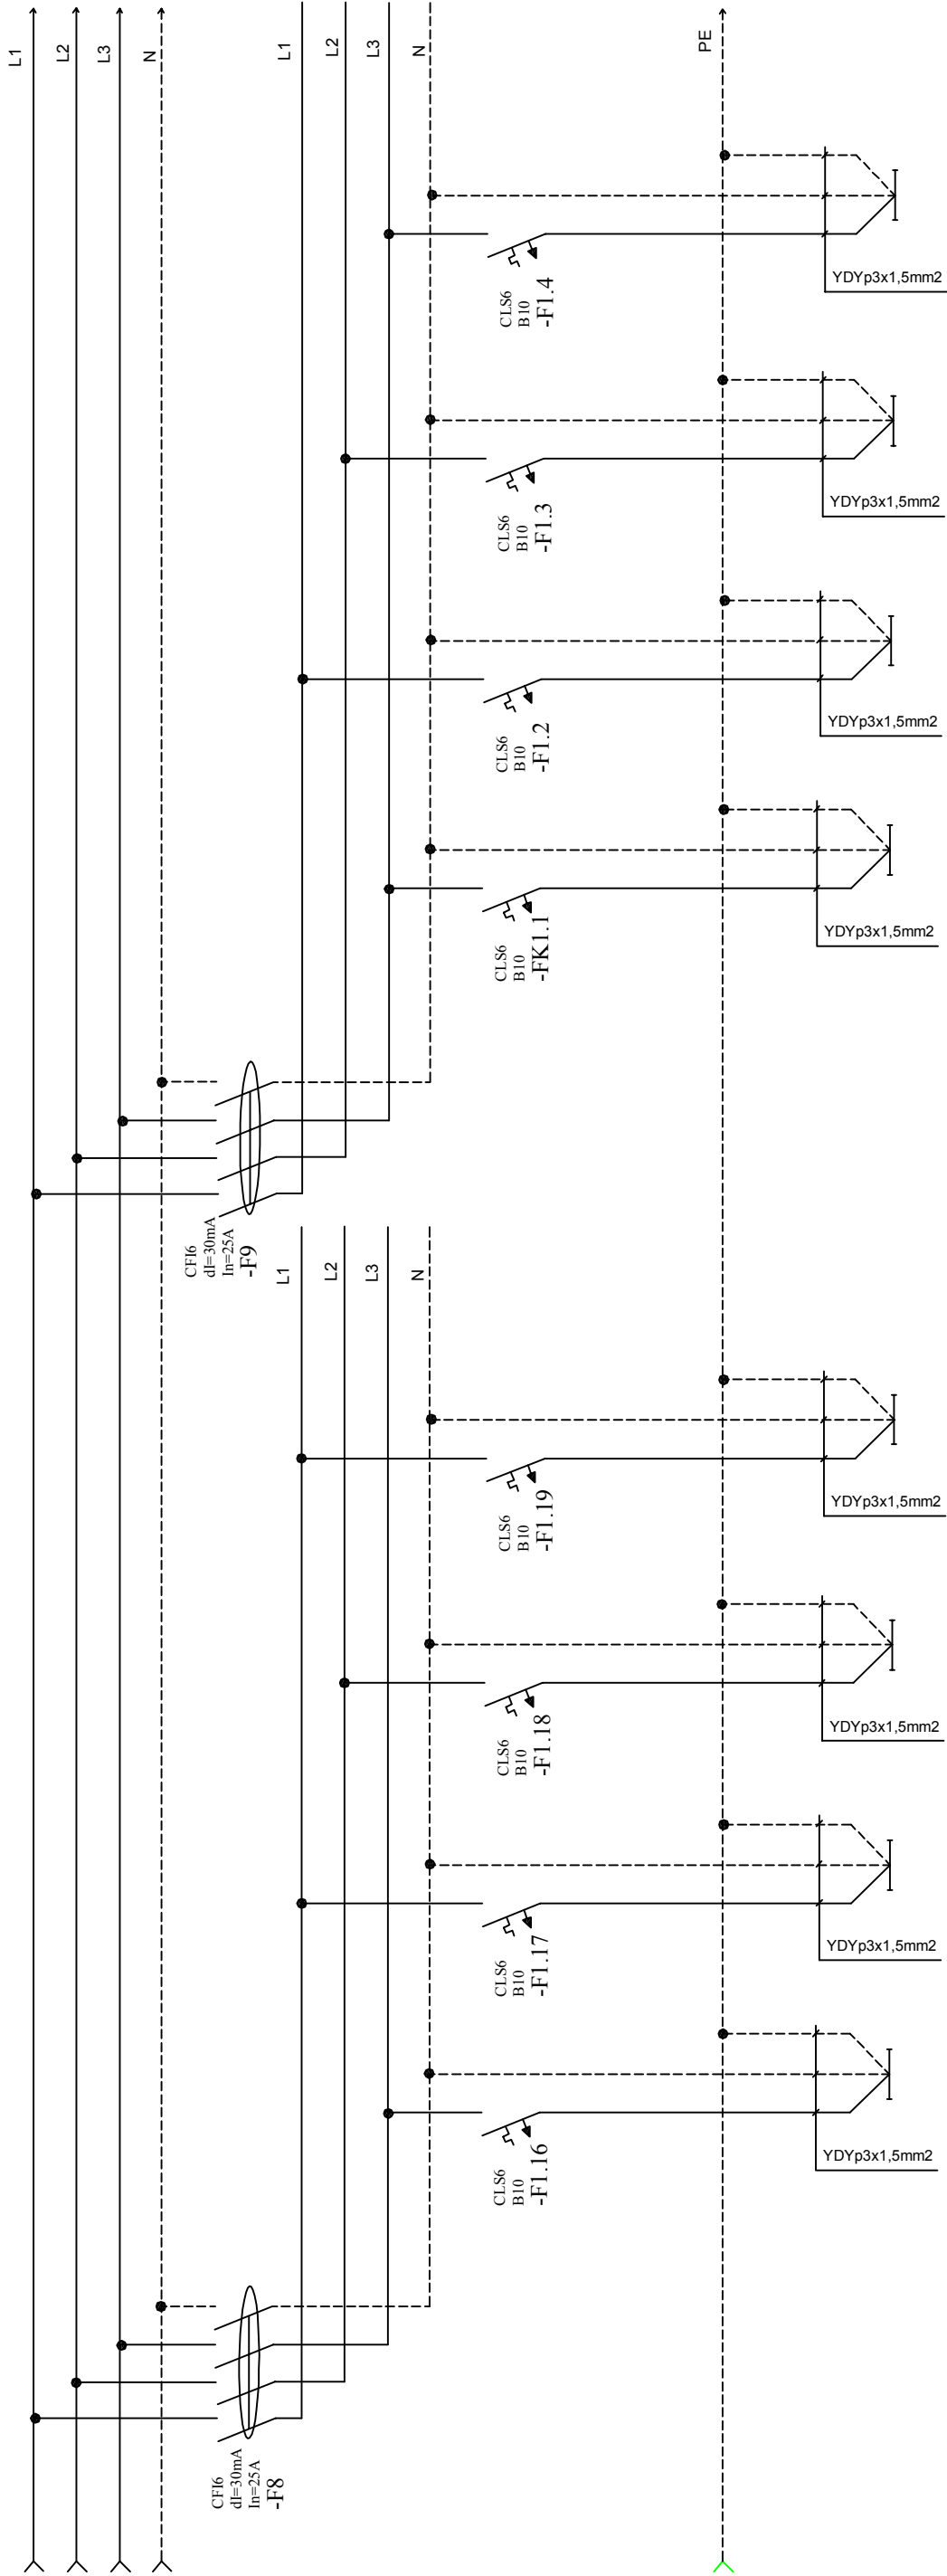 L1
L2
L3
N
L1
L2
L3
N
PE
CLS6
B10
-F1.4
YDYp3x1,5mm2
CLS6
B10
-F1.3
YDYp3x1,5mm2
CLS6
B10
-F1.2
YDYp3x1,5mm2
CLS6
B10
-FK1.1
YDYp3x1,5mm2
CFI6
dI=30mA
In=25A
-F9
L1
L2
L3
N
CLS6
B10
-F1.19
YDYp3x1,5mm2
CLS6
B10
-F1.18
YDYp3x1,5mm2
CLS6
B10
-F1.17
YDYp3x1,5mm2
CLS6
B10
-F1.16
YDYp3x1,5mm2
CFI6
dI=30mA
In=25A
-F8